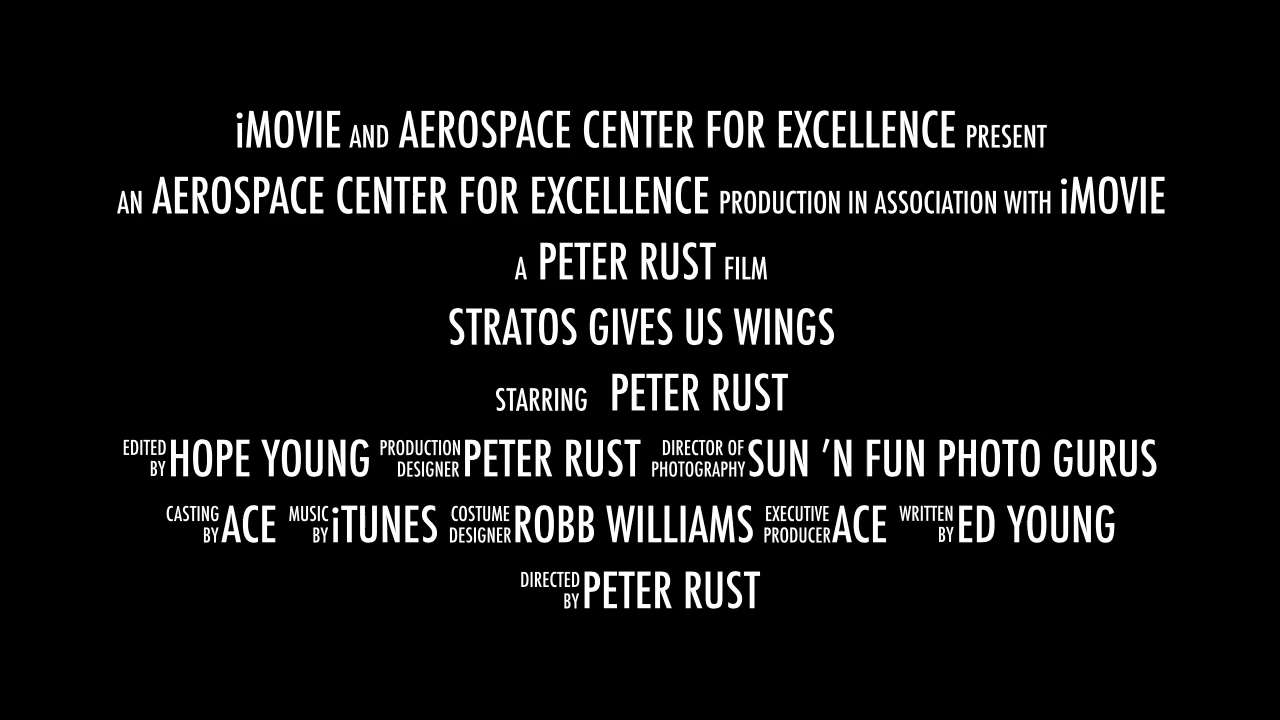 iMOVIE AND AEROSPACE CENTER FOR EXCELLENCE PRESENT
AN AEROSPACE CENTER FOR EXCELLENCE PRODUCTION IN ASSOCIATION WITH iMOVIE
A PETER RUST FILM
STRATOS GIVES US WINGS
STARRING PETER RUST
EDITED BY HOPE YOUNG PRODUCTION DESIGNER PETER RUST DIRECTOR OF PHOTOGRAPHY SUN 'N FUN PHOTO GURUS
CASTING BY ACE MUSIC BY iTUNES COSTUME DESIGNER ROBB WILLIAMS EXECUTIVE PRODUCER ACE WRITTEN BY ED YOUNG
DIRECTED BY PETER RUST